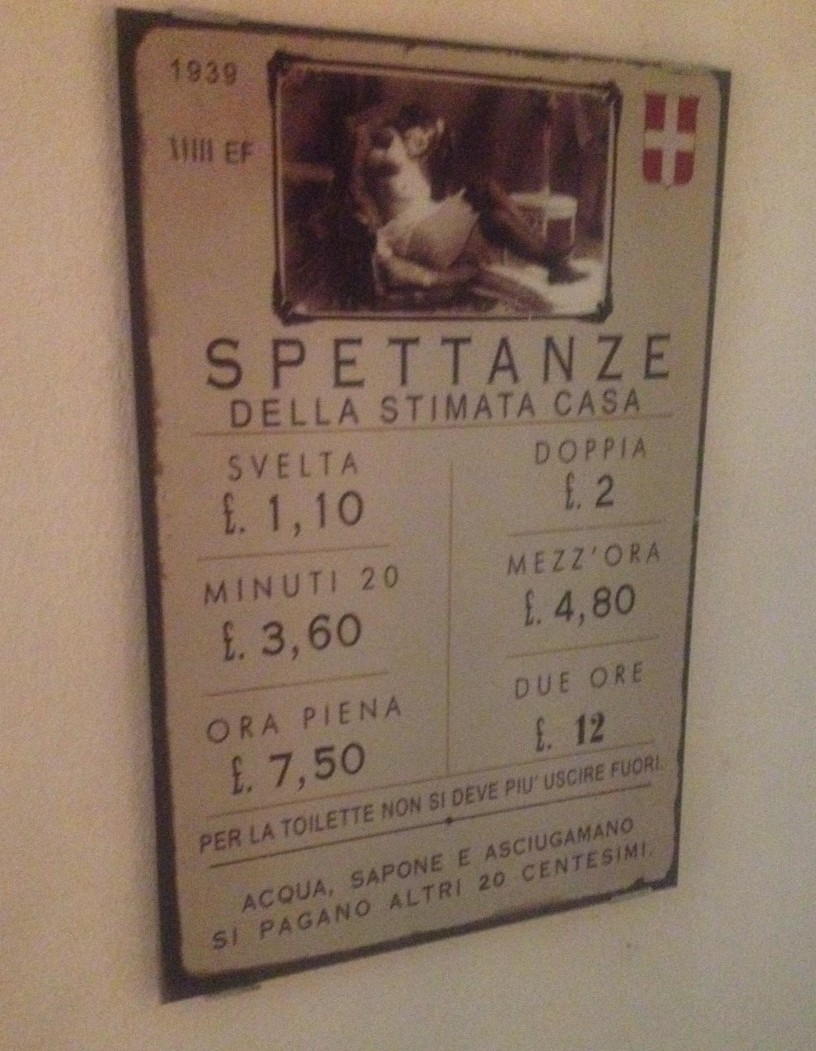 1939
\IIII EF
SPETTANZE
DELLA STIMATA CASA
SVELTA
£. 1,10
DOPPIA
£. 2
MINUTI 20
£. 3,60
MEZZ'ORA
£. 4,80
ORA PIENA
£. 7,50
DUE ORE
£. 12
PER LA TOILETTE NON SI DEVE PIU' USCIRE FUORI.
ACQUA, SAPONE E ASCIUGAMANO
SI PAGANO ALTRI 20 CENTESIMI.